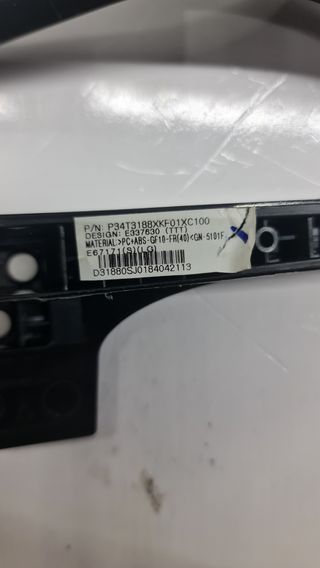 P/N: P34T3188XKF01XC100
DESIGN: E337630 (TTT)
MATERIAL>PC+ABS-GF10-FR(40)<GN-5101F
E67171(S)(LG)
D31880SJ0184042113